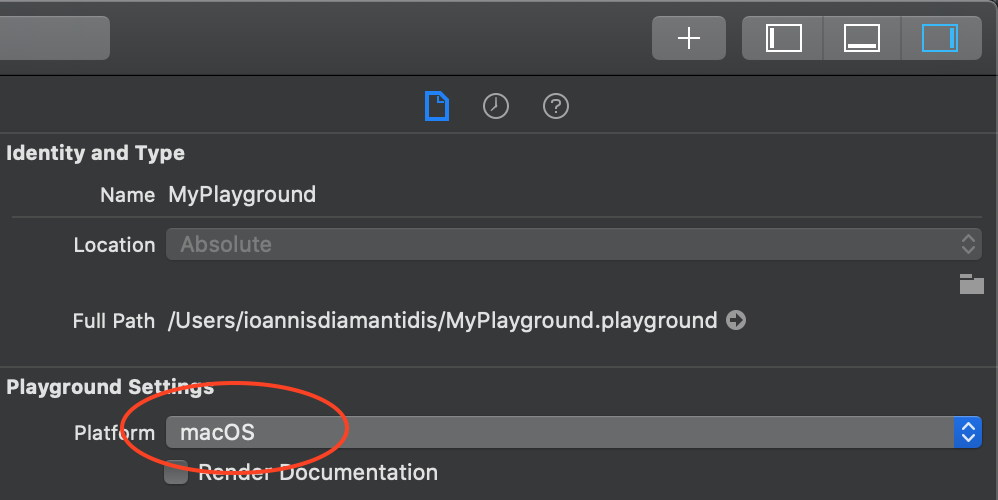 Identity and Type
Name MyPlayground
Location Absolute
Full Path /Users/ioannisdiamantidis/MyPlayground.playground
Playground Settings
Platform macOS
Render Documentation